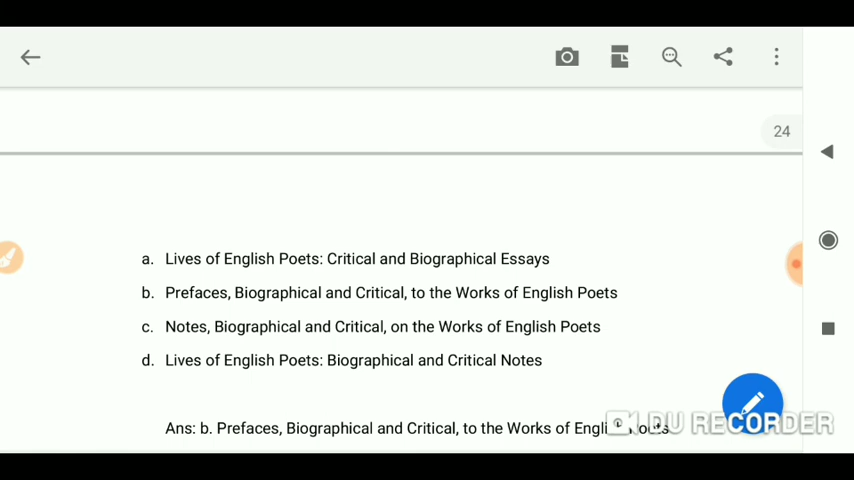 24
a. Lives of English Poets: Critical and Biographical Essays
b. Prefaces, Biographical and Critical, to the Works of English Poets
c. Notes, Biographical and Critical, on the Works of English Poets
d. Lives of English Poets: Biographical and Critical Notes
Ans: b. Prefaces, Biographical and Critical, to the Works of English Poets
DU RECORDER